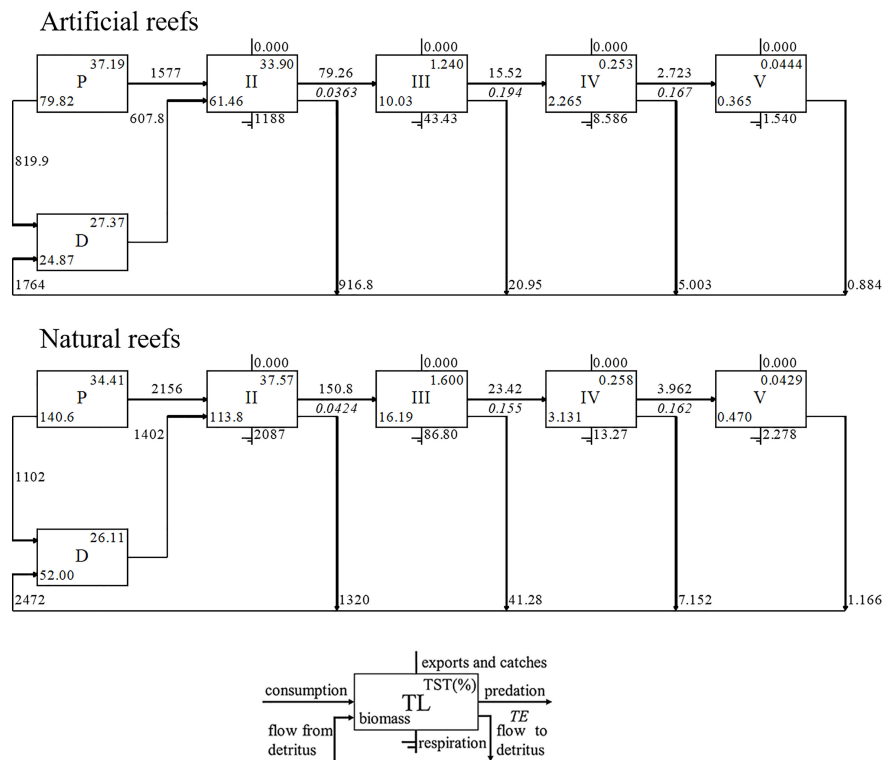 Artificial reefs
0.000 0.000 0.000 0.000
37.19 33.90 1.240 0.253 0.0444
P 1577 II 79.26 III 15.52 IV 2.723 V
0.0363 0.194 0.167
79.82 61.46 10.03 2.265 0.365
607.8 1188 43.43 8.586 1.540
819.9
27.37
D
24.87
1764 916.8 20.95 5.003 0.884
Natural reefs
0.000 0.000 0.000 0.000
34.41 37.57 1.600 0.258 0.0429
P 2156 II 150.8 III 23.42 IV 3.962 V
0.0424 0.155 0.162
140.6 113.8 16.19 3.131 0.470
1402 2087 86.80 13.27 2.278
1102
26.11
D
52.00
2472 1320 41.28 7.152 1.166
exports and catches
TST(%)
consumption TL predation
biomass TE
flow from detritus
respiration
flow to detritus